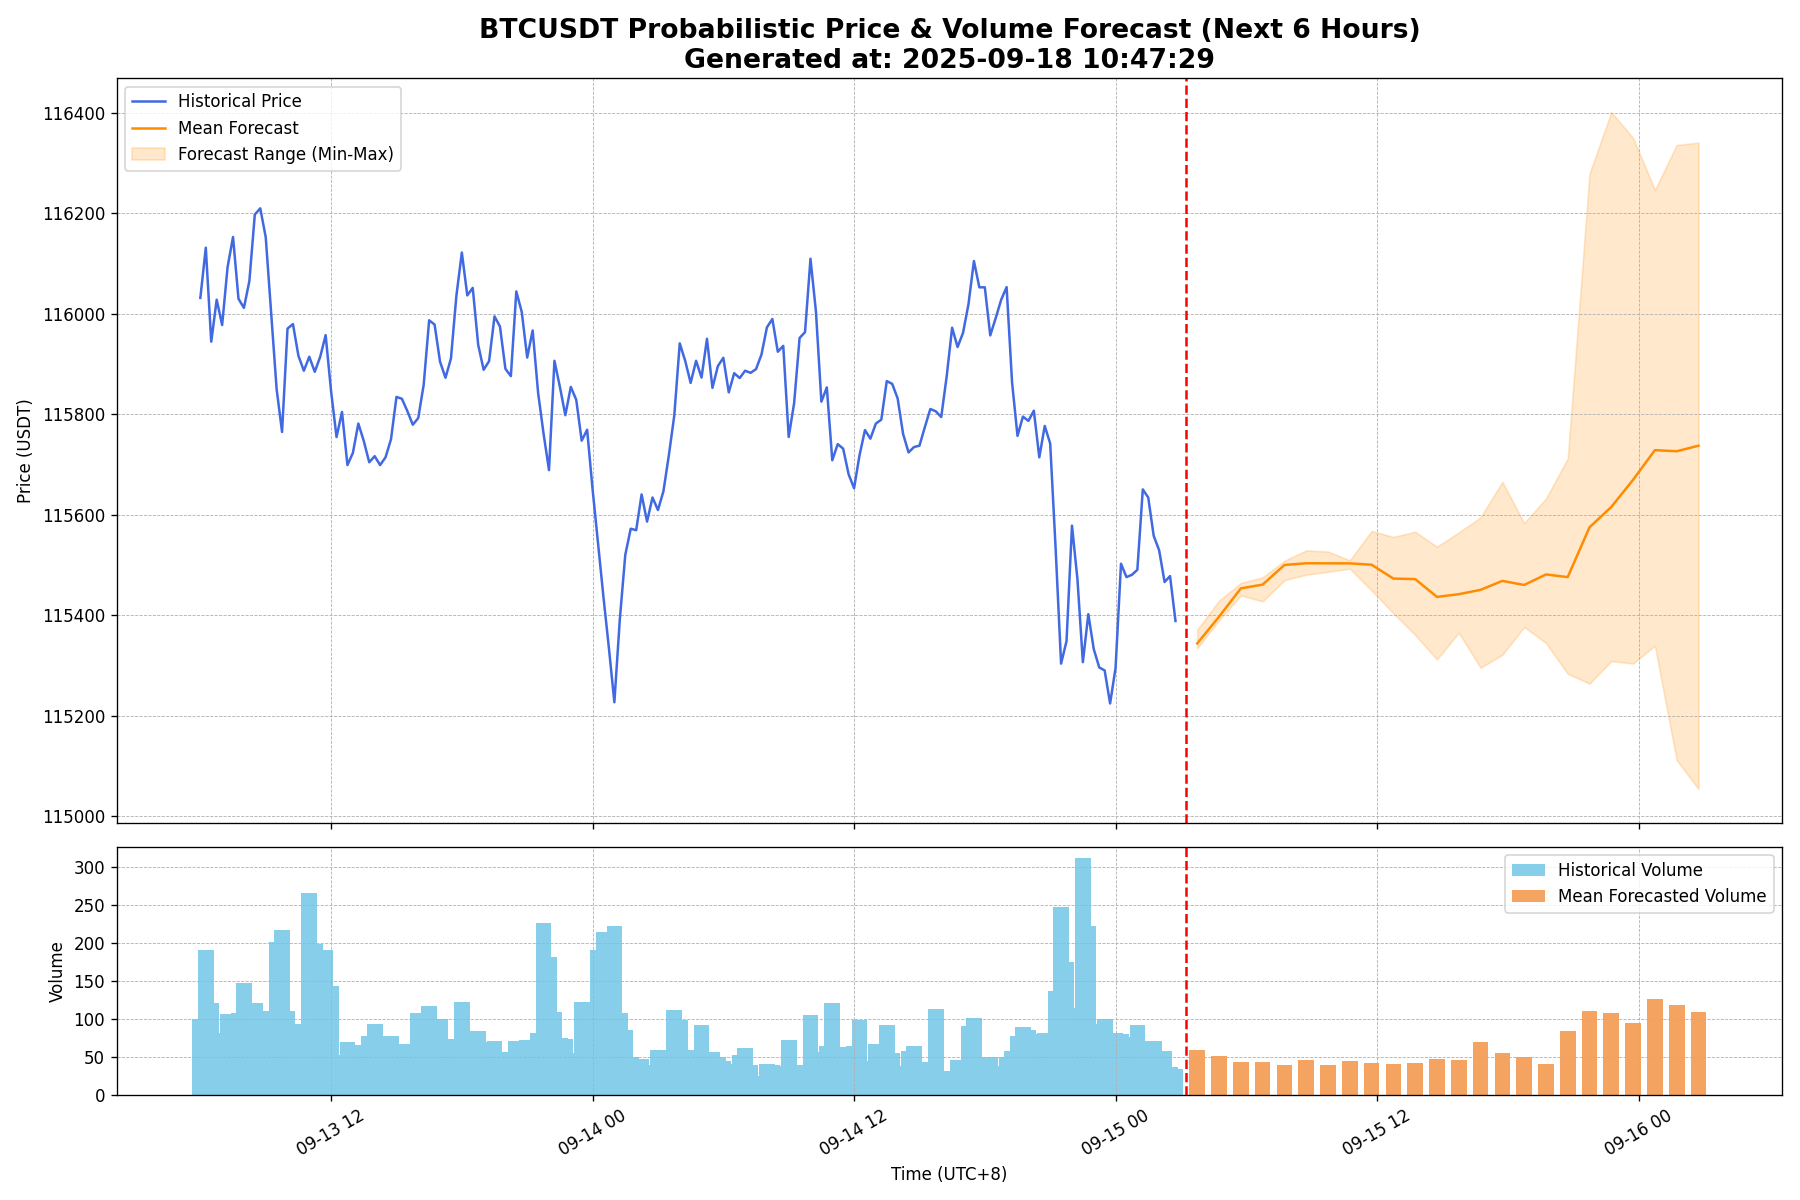 BTCUSDT Probabilistic Price & Volume Forecast (Next 6 Hours)
Generated at: 2025-09-18 10:47:29
Historical Price
Mean Forecast
Forecast Range (Min-Max)
116400
116200
116000
115800
115600
115400
115200
115000
Price (USDT)
Historical Volume
Mean Forecasted Volume
300
250
200
150
100
50
0
Volume
09-13 12
09-14 00
09-14 12
09-15 00
09-15 12
09-16 00
Time (UTC+8)